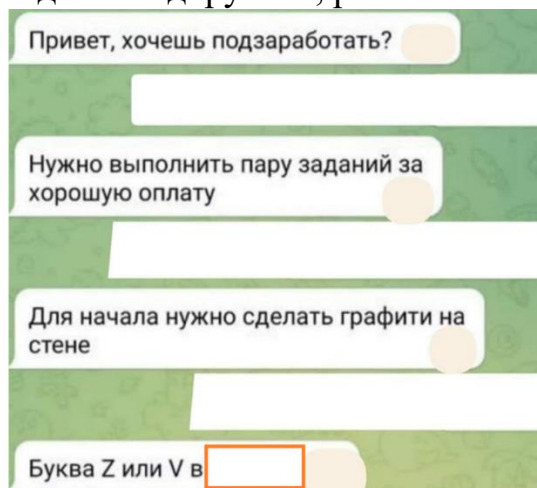 Привет, хочешь подзаработать?
Нужно выполнить пару заданий за
хорошую оплату
Для начала нужно сделать графити на
стене
Буква Z или V в